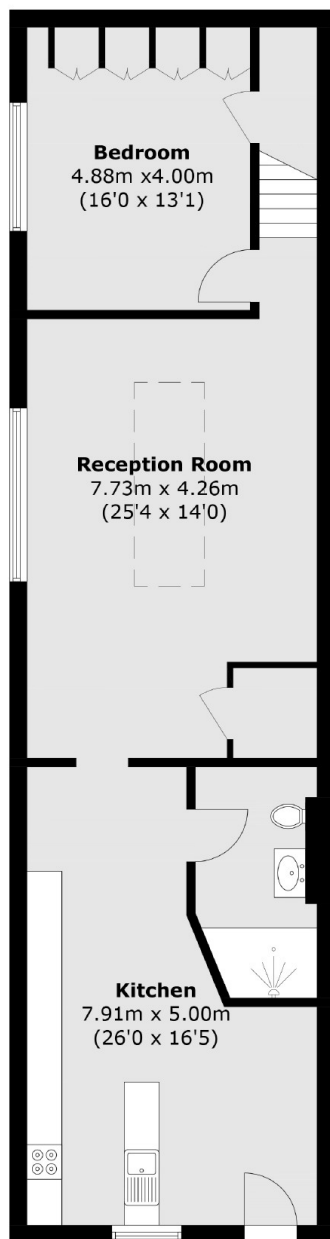 Bedroom
4.88m x4.00m
(16'0 x 13'1)
Reception Room
7.73m x 4.26m
(25'4 x 14'0)
Kitchen
7.91m x 5.00m
(26'0 x 16'5)